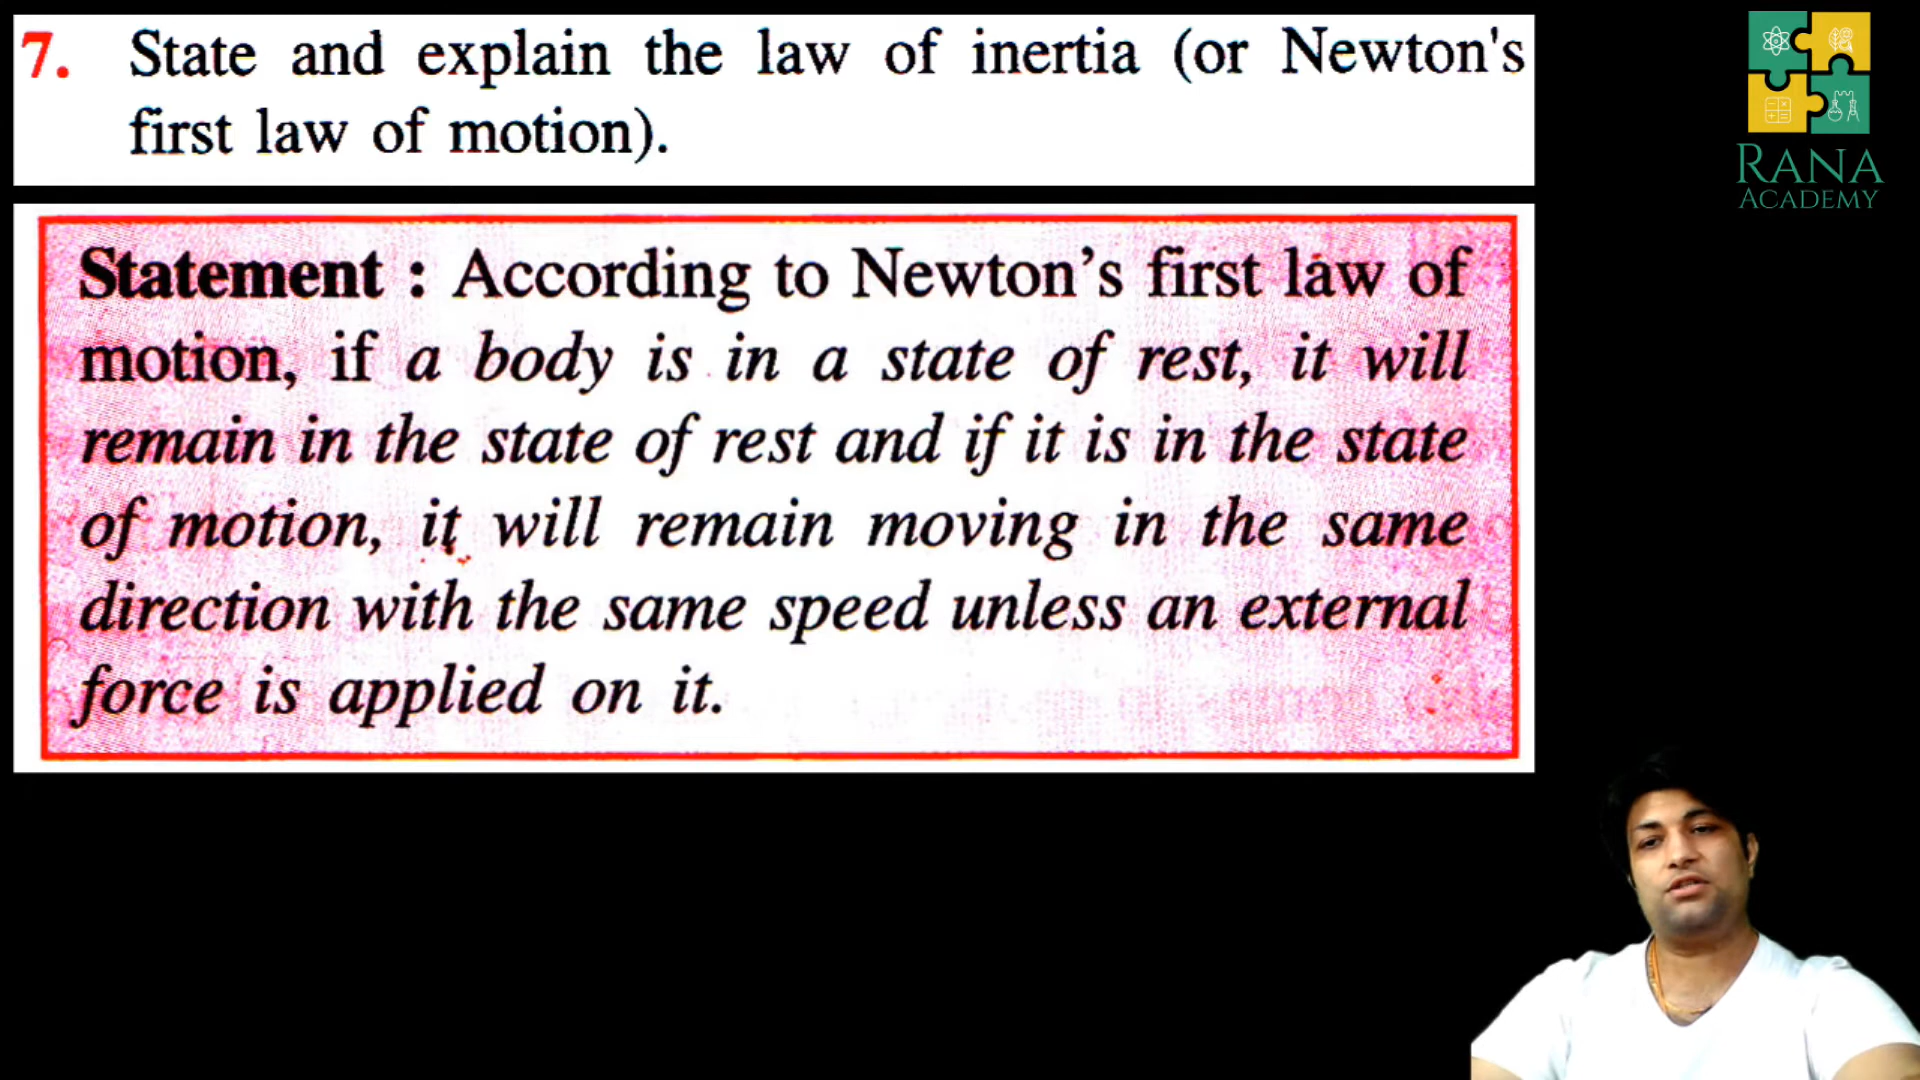 7. State and explain the law of inertia (or Newton's
first law of motion).
RANA
ACADEMY
Statement : According to Newton’s first law of
motion, if a body is in a state of rest, it will
remain in the state of rest and if it is in the state
of motion, it will remain moving in the same
direction with the same speed unless an external
force is applied on it.